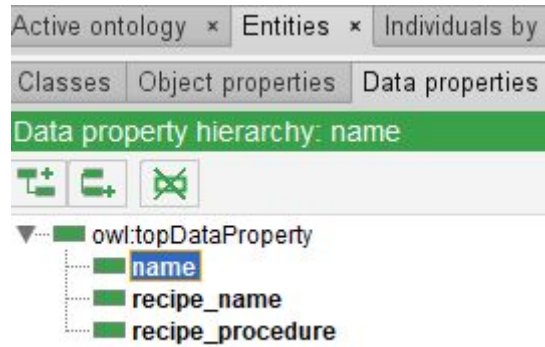 Active ontology × Entities × Individuals by
Classes Object properties Data properties
Data property hierarchy: name
owl:topDataProperty
name
recipe_name
recipe_procedure